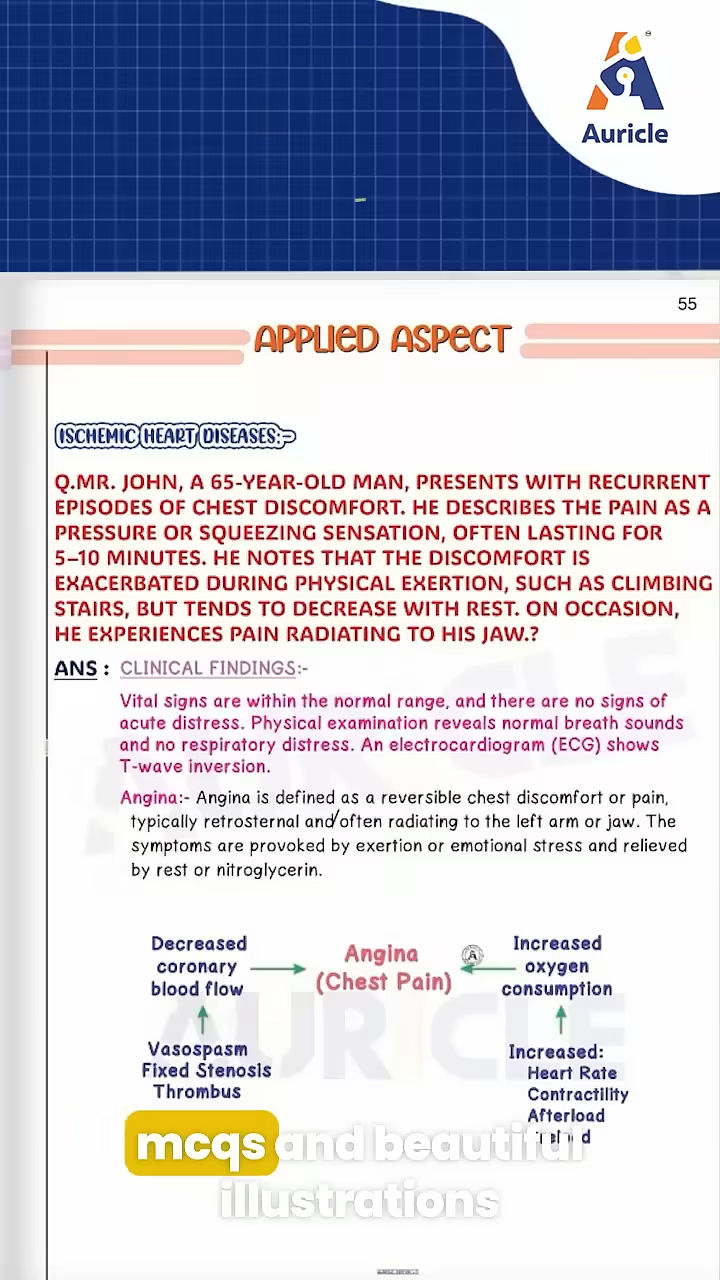 Auricle
55
APPLIED ASPECT
ISCHEMIC HEART DISEASES:-
Q.MR. JOHN, A 65-YEAR-OLD MAN, PRESENTS WITH RECURRENT
EPISODES OF CHEST DISCOMFORT. HE DESCRIBES THE PAIN AS A
PRESSURE OR SQUEEZING SENSATION, OFTEN LASTING FOR
5–10 MINUTES. HE NOTES THAT THE DISCOMFORT IS
EXACERBATED DURING PHYSICAL EXERTION, SUCH AS CLIMBING
STAIRS, BUT TENDS TO DECREASE WITH REST. ON OCCASION,
HE EXPERIENCES PAIN RADIATING TO HIS JAW.?
ANS : CLINICAL FINDINGS:-
Vital signs are within the normal range, and there are no signs of
acute distress. Physical examination reveals normal breath sounds
and no respiratory distress. An electrocardiogram (ECG) shows
T-wave inversion.
Angina:- Angina is defined as a reversible chest discomfort or pain,
typically retrosternal and/often radiating to the left arm or jaw. The
symptoms are provoked by exertion or emotional stress and relieved
by rest or nitroglycerin.
Decreased
coronary
blood flow
Angina
(Chest Pain)
Increased
oxygen
consumption
Vasospasm
Fixed Stenosis
Thrombus
Increased:
Heart Rate
Contractility
Afterload
AURICLE
mcqs and beautiful
illustrations